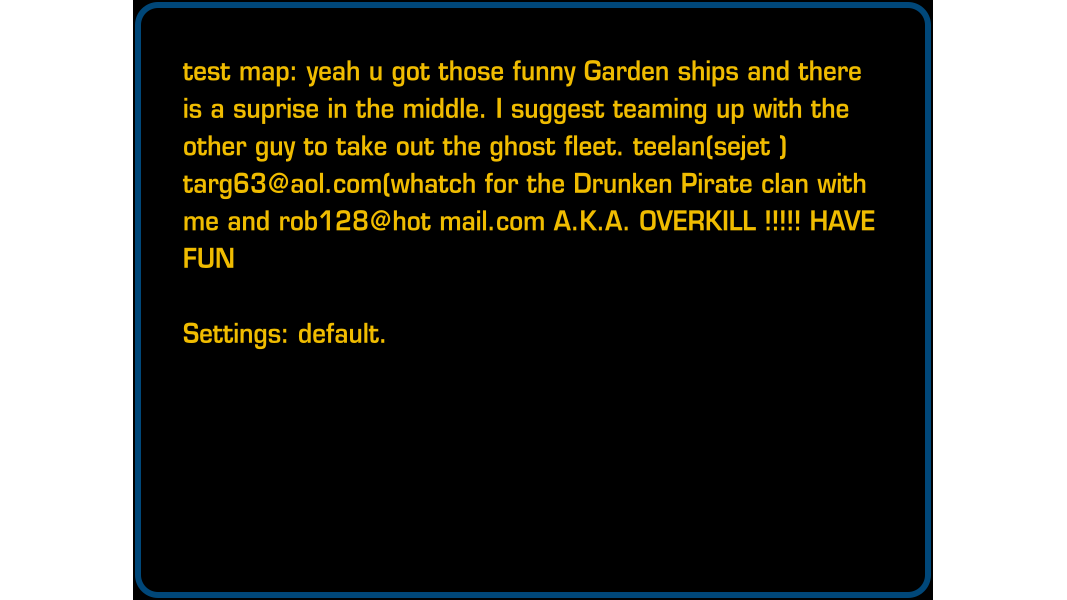 test map: yeah u got those funny Garden ships and there
is a suprise in the middle. I suggest teaming up with the
other guy to take out the ghost fleet. teelan(sejet )
targ63@aol.com(whatch for the Drunken Pirate clan with
me and rob128@hot mail.com A.K.A. OVERKILL !!!!! HAVE
FUN
Settings: default.